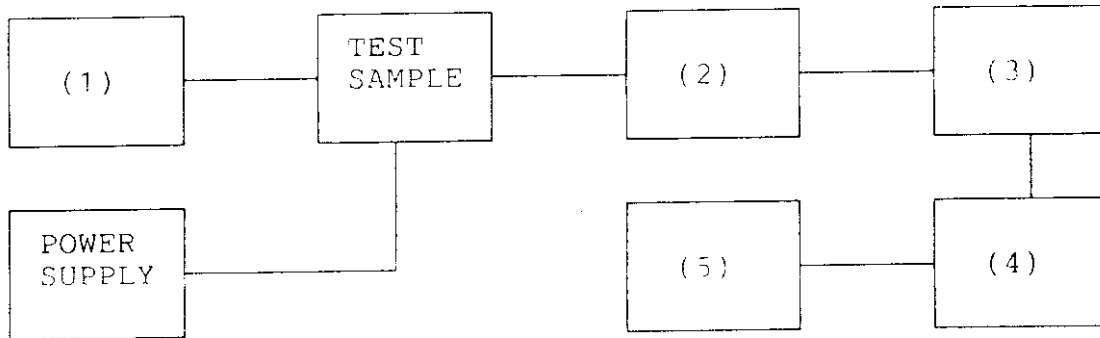 (1)
TEST
SAMPLE
(2)
(3)
POWER
SUPPLY
(5)
(4)